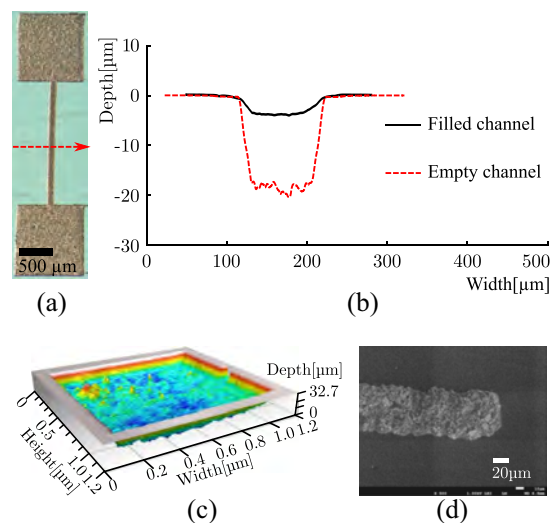 500 µm
(a)
Depth[µm]
10
0
-10
-20
-30
0
100
200
300
400
500
Width[µm]
Filled channel
Empty channel
(b)
Depth[µm]
32.7
0
0
0.5
1.0
1.2
Height[µm]
0
0.2
0.4
0.6
0.8
1.0
1.2
Width[µm]
(c)
20µm
(d)